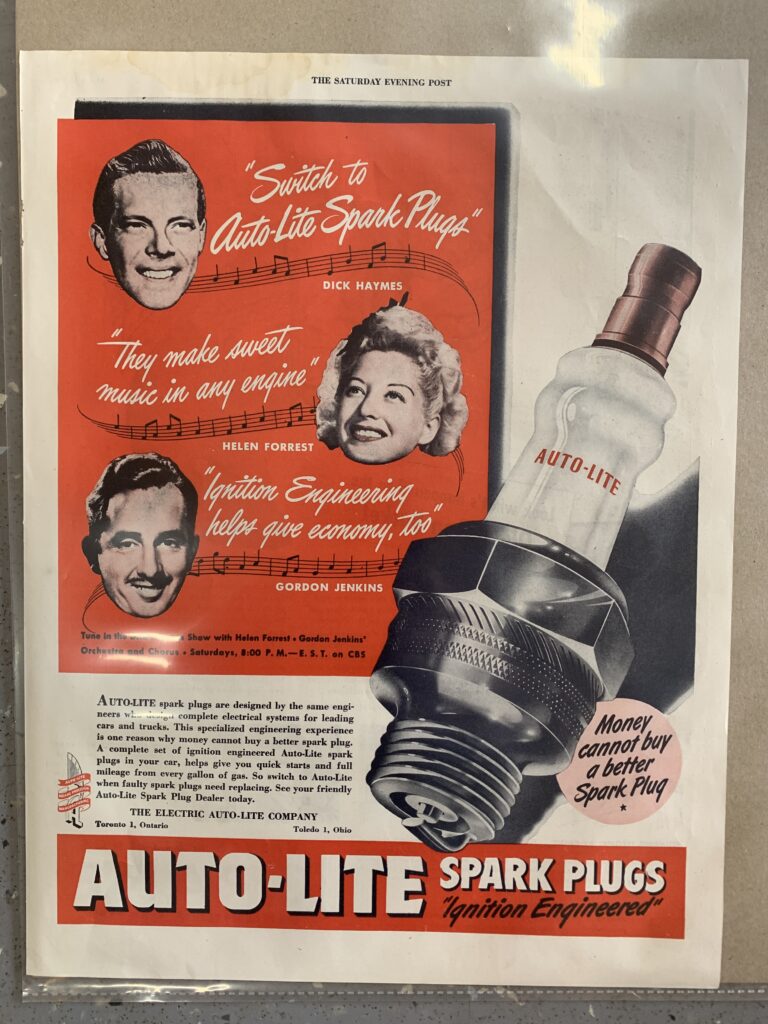 THE SATURDAY EVENING POST
"Switch to
Auto-Lite Spark Plugs"
DICK HAYMES
"They make sweet
music in any engine"
HELEN FORREST
"Ignition Engineering
helps give economy, too"
GORDON JENKINS
AUTO-LITE
Tune in the Show with Helen Forrest • Gordon Jenkins'
Orchestra and Chorus • Saturdays, 8:00 P. M.—E. S. T. on CBS
AUTO-LITE spark plugs are designed by the same engi-
neers who design complete electrical systems for leading
cars and trucks. This specialized engineering experience
is one reason why money cannot buy a better spark plug.
A complete set of ignition engineered Auto-Lite spark
plugs in your car, helps give you quick starts and full
mileage from every gallon of gas. So switch to Auto-Lite
when faulty spark plugs need replacing. See your friendly
Auto-Lite Spark Plug Dealer today.
THE ELECTRIC AUTO-LITE COMPANY
Toronto 1, Ontario Toledo 1, Ohio
Money
cannot buy
a better
Spark Plug
AUTO-LITE SPARK PLUGS
"Ignition Engineered"